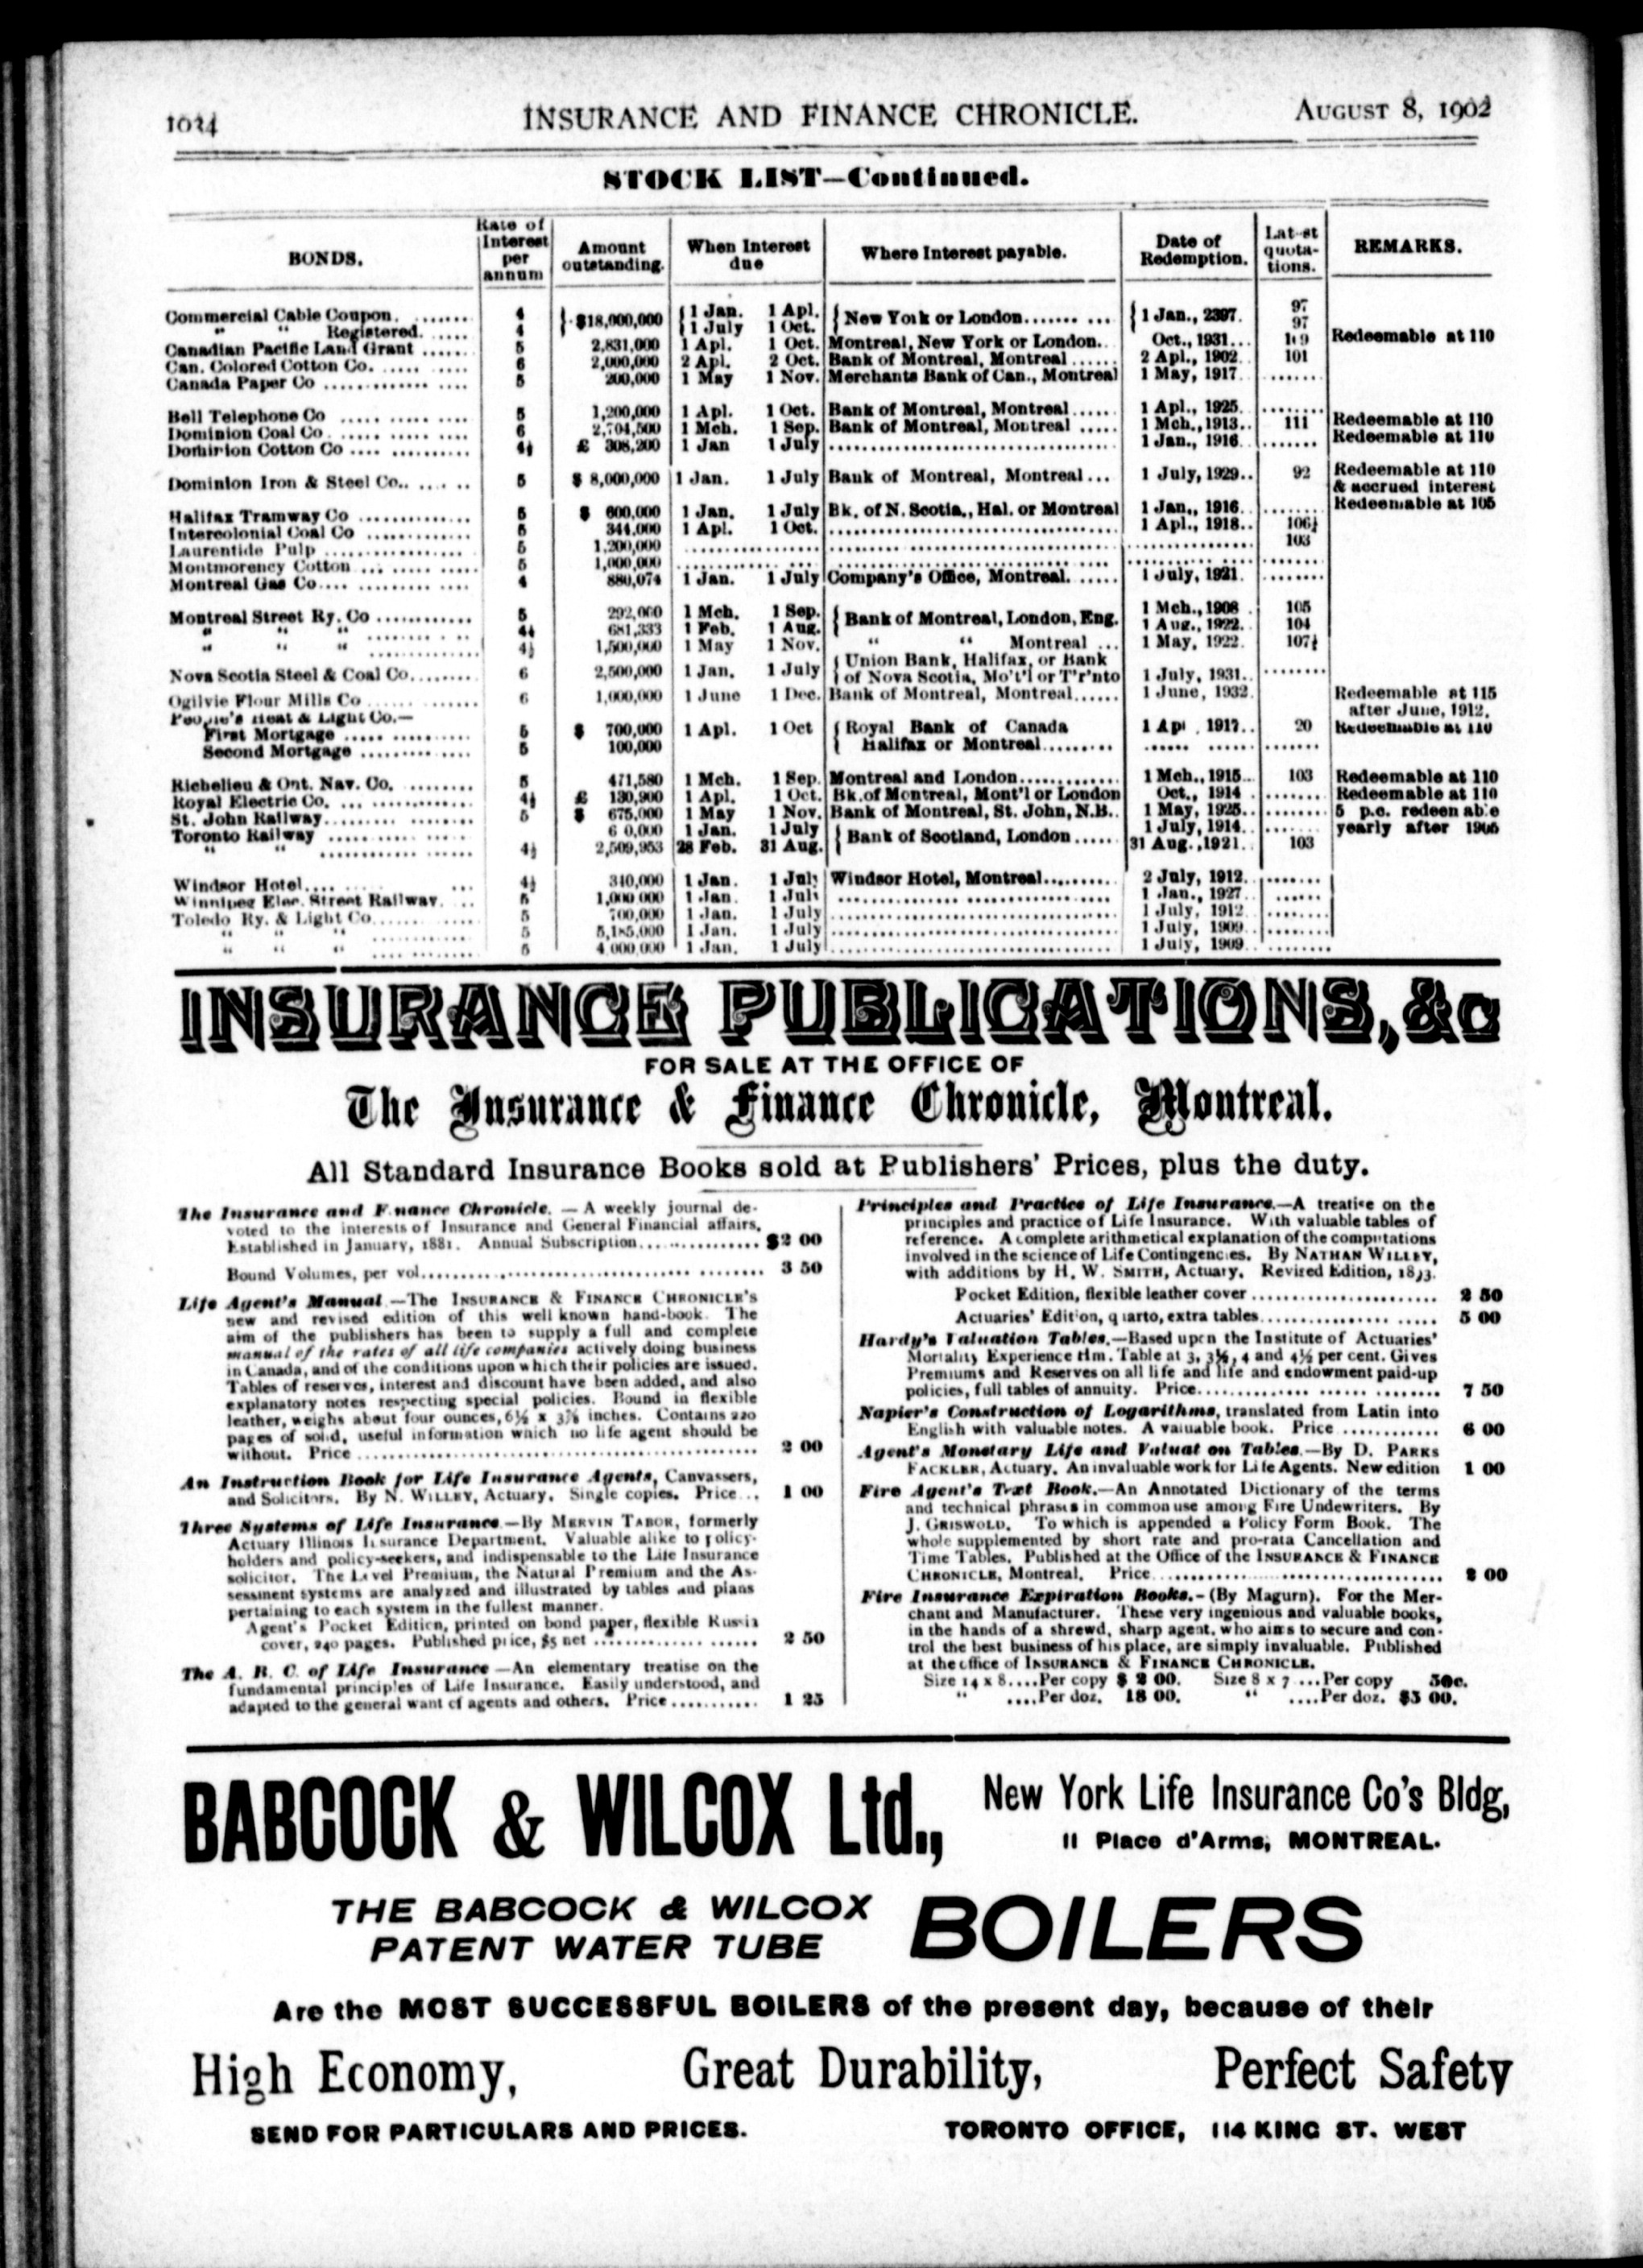 1024 INSURANCE AND FINANCE CHRONICLE. AUGUST 8, 1902
STOCK LIST—Continued.
BONDS. Rate of Interest per annum Amount outstanding. When Interest due Where Interest payable. Date of Redemption. Latest quotations. REMARKS.
Commercial Cable Coupon. ....... 4 } $18,000,000 { 1 Jan. 1 Apl. { New York or London....... ... { 1 Jan., 2397. 97
" " Registered. ..... 4 1 July 1 Oct. 97
Canadian Pacific Land Grant ...... 5 2,831,000 1 Apl. 1 Oct. Montreal, New York or London.. Oct., 1931... 109 Redeemable at 110
Can. Colored Cotton Co. ..... .... 6 2,000,000 2 Apl. 2 Oct. Bank of Montreal, Montreal ...... 2 Apl., 1902. 101
Canada Paper Co ............. .... 5 200,000 1 May 1 Nov. Merchants Bank of Can., Montreal 1 May, 1917. .......
Bell Telephone Co ..... ..... .... 5 1,200,000 1 Apl. 1 Oct. Bank of Montreal, Montreal ...... 1 Apl., 1925. ........ Redeemable at 110
Dominion Coal Co. ..... ..... .... 6 2,704,500 1 Mch. 1 Sep. Bank of Montreal, Montreal ..... 1 Mch., 1913.. 111 Redeemable at 110
Dominion Cotton Co .... .......... 4½ £ 308,200 1 Jan 1 July .................................... 1 Jan., 1916. .......
Dominion Iron & Steel Co.. .... .. 5 $ 8,000,000 1 Jan. 1 July Bank of Montreal, Montreal... 1 July, 1929.. 92 Redeemable at 110
& accrued interest
Halifax Tramway Co .............. 5 $ 600,000 1 Jan. 1 July Bk. of N. Scotia., Hal. or Montreal 1 Jan., 1916. ....... Redeemable at 105
Intercolonial Coal Co ............. 5 344,000 1 Apl. 1 Oct. .................................... 1 Apl., 1918.. 106½
Laurentide Pulp .................. 5 1,200,000 ................. .................................... ................ 103
Montmorency Cotton ... ..... ..... 5 1,000,000 ................. .................................... ................ ........
Montreal Gas Co.... .............. 4 880,074 1 Jan. 1 July Company's Office, Montreal. ...... 1 July, 1921. ........
Montreal Street Ry. Co ............ 5 292,000 1 Mch. 1 Sep. { Bank of Montreal, London, Eng. 1 Mch., 1908 . 105
" " " ........ . .. 4½ 681,333 1 Feb. 1 Aug. 1 Aug., 1922. 104
" " " ............. 4½ 1,500,000 1 May 1 Nov. " " Montreal ... 1 May, 1922. 107½
Nova Scotia Steel & Coal Co........ 6 2,500,000 1 Jan. 1 July { Union Bank, Halifax, or Bank
of Nova Scotia, Mo't'l or T'r'nto 1 July, 1931.. ........
Ogilvie Flour Mills Co ..... ....... 6 1,000,000 1 June 1 Dec. Bank of Montreal, Montreal...... 1 June, 1932. Redeemable at 115
after June, 1912.
People's Heat & Light Co.—
First Mortgage ..... .......... 5 $ 700,000 1 Apl. 1 Oct { Royal Bank of Canada 1 Apl . 1917.. 20 Redeemable at 110
Second Mortgage .......... .... 5 100,000 Halifax or Montreal.......... ...... ...... .......
Richelieu & Ont. Nav. Co. ......... 5 471,580 1 Mch. 1 Sep. Montreal and London............. 1 Mch., 1915.. 103 Redeemable at 110
Royal Electric Co. ... ............ 4½ £ 130,900 1 Apl. 1 Oct. Bk. of Montreal, Mont'l or London Oct., 1914 . ........ Redeemable at 110
St. John Railway......... ........ 5 $ 675,000 1 May 1 Nov. Bank of Montreal, St. John, N.B.. 1 May, 1925.. ........ 5 p.c. redeemable
Toronto Railway .......... ..... 1 Jan. 1 July { Bank of Scotland, London ..... 1 July, 1914.. ........ yearly after 1905
" " ............ ...... 4½ 2,509,953 28 Feb. 31 Aug. 31 Aug., 1921.. 103
Windsor Hotel.... ..... ... 4½ 340,000 1 Jan. 1 July Windsor Hotel, Montreal.......... 2 July, 1912. ........
Winnipeg Elec. Street Railway. ... 5 1,000,000 1 Jan. 1 July .................................... 1 Jan., 1927. ......
Toledo Ry. & Light Co............. 5 700,000 1 Jan. 1 July .................................... 1 July, 1912. ........
" " " ............. 5 5,185,000 1 Jan. 1 July .................................... 1 July, 1909. ........
" " " .... ........ 5 4,000,000 1 Jan. 1 July .................................... 1 July, 1909. ........
INSURANCE PUBLICATIONS, &c
FOR SALE AT THE OFFICE OF
The Insurance & Finance Chronicle, Montreal.
All Standard Insurance Books sold at Publishers' Prices, plus the duty.
The Insurance and Finance Chronicle. — A weekly journal de-
voted to the interests of Insurance and General Financial affairs.
Established in January, 1881. Annual Subscription................ $2 00
Bound Volumes, per vol............................................. 3 50
Life Agent's Manual.—The INSURANCE & FINANCE CHRONICLE'S
new and revised edition of this well known hand-book. The
aim of the publishers has been to supply a full and complete
manual of the rates of all life companies actively doing business
in Canada, and of the conditions upon which their policies are issued.
Tables of reserves, interest and discount have been added, and also
explanatory notes respecting special policies. Bound in flexible
leather, weighs about four ounces, 6½ x 3⅞ inches. Contains 220
pages of solid, useful information which no life agent should be
without. Price .................................................. 2 00
An Instruction Book for Life Insurance Agents, Canvassers,
and Solicitors. By N. WILLEY, Actuary. Single copies. Price... 1 00
Three Systems of Life Insurance.—By MERVIN TABOR, formerly
Actuary Illinois Insurance Department. Valuable alike to policy-
holders and policy-seekers, and indispensable to the Life Insurance
solicitor. The Level Premium, the Natural Premium and the As-
sessment systems are analyzed and illustrated by tables and plans
pertaining to each system in the fullest manner.
Agent's Pocket Edition, printed on bond paper, flexible Russia
cover, 240 pages. Published price, $5 net ..................... 2 50
The A. B. C. of Life Insurance —An elementary treatise on the
fundamental principles of Life Insurance. Easily understood, and
adapted to the general want of agents and others. Price........... 1 25
Principles and Practice of Life Insurance.—A treatise on the
principles and practice of Life Insurance. With valuable tables of
reference. A complete arithmetical explanation of the computations
involved in the science of Life Contingencies. By NATHAN WILLEY,
with additions by H. W. SMITH, Actuary. Revised Edition, 1893.
Pocket Edition, flexible leather cover ....................... 2 50
Actuaries' Edition, quarto, extra tables...................... 5 00
Hardy's Valuation Tables.—Based upon the Institute of Actuaries'
Mortality Experience Hm. Table at 3, 3½, 4 and 4½ per cent. Gives
Premiums and Reserves on all life and life and endowment paid-up
policies, full tables of annuity. Price............................ 7 50
Napier's Construction of Logarithms, translated from Latin into
English with valuable notes. A valuable book. Price ............ 6 00
Agent's Monetary Life and Valuation Tables.—By D. PARKS
FACKLER, Actuary. An invaluable work for Life Agents. New edition 1 00
Fire Agent's Text Book.—An Annotated Dictionary of the terms
and technical phrases in common use among Fire Undewriters. By
J. GRISWOLD. To which is appended a Policy Form Book. The
whole supplemented by short rate and pro-rata Cancellation and
Time Tables. Published at the Office of the INSURANCE & FINANCE
CHRONICLE, Montreal. Price.................................... 2 00
Fire Insurance Expiration Books.- (By Magurn). For the Mer-
chant and Manufacturer. These very ingenious and valuable books,
in the hands of a shrewd, sharp agent, who aims to secure and con-
trol the best business of his place, are simply invaluable. Published
at the office of INSURANCE & FINANCE CHRONICLE.
Size 14 x 8....Per copy $ 2 00. Size 8 x 7 ...Per copy 50c.
" ....Per doz. 18 00. " ....Per doz. $5 00.
BABCOCK & WILCOX Ltd., New York Life Insurance Co's Bldg,
11 Place d'Arms, MONTREAL.
THE BABCOCK & WILCOX
PATENT WATER TUBE BOILERS
Are the MOST SUCCESSFUL BOILERS of the present day, because of their
High Economy, Great Durability, Perfect Safety
SEND FOR PARTICULARS AND PRICES. TORONTO OFFICE, 114 KING ST. WEST